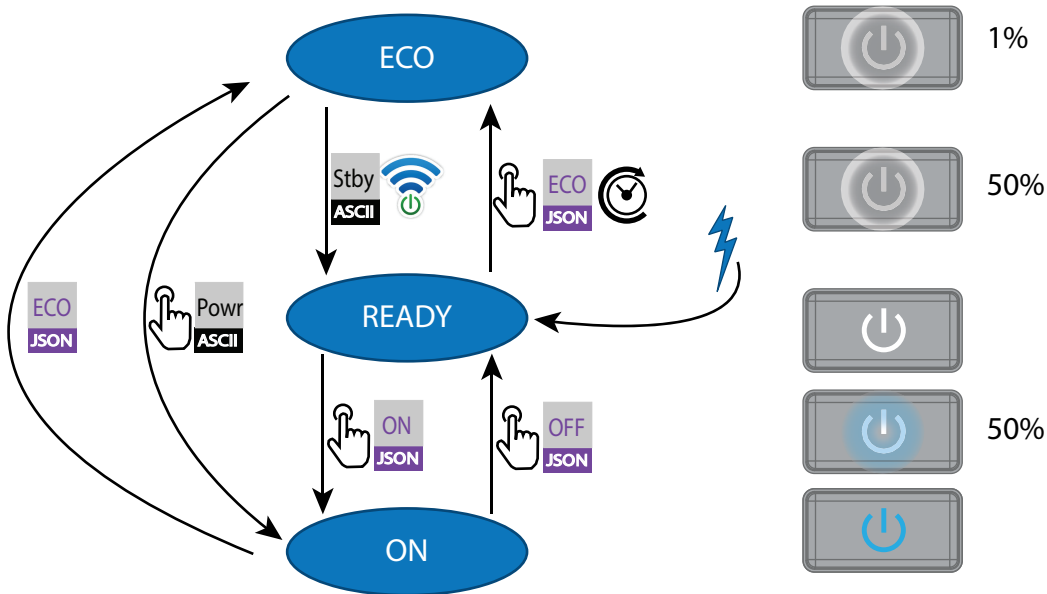 ECO
1%
Stby
ASCII
ECO
JSON
50%
ECO
JSON
Powr
ASCII
READY
ON
JSON
OFF
JSON
50%
ON